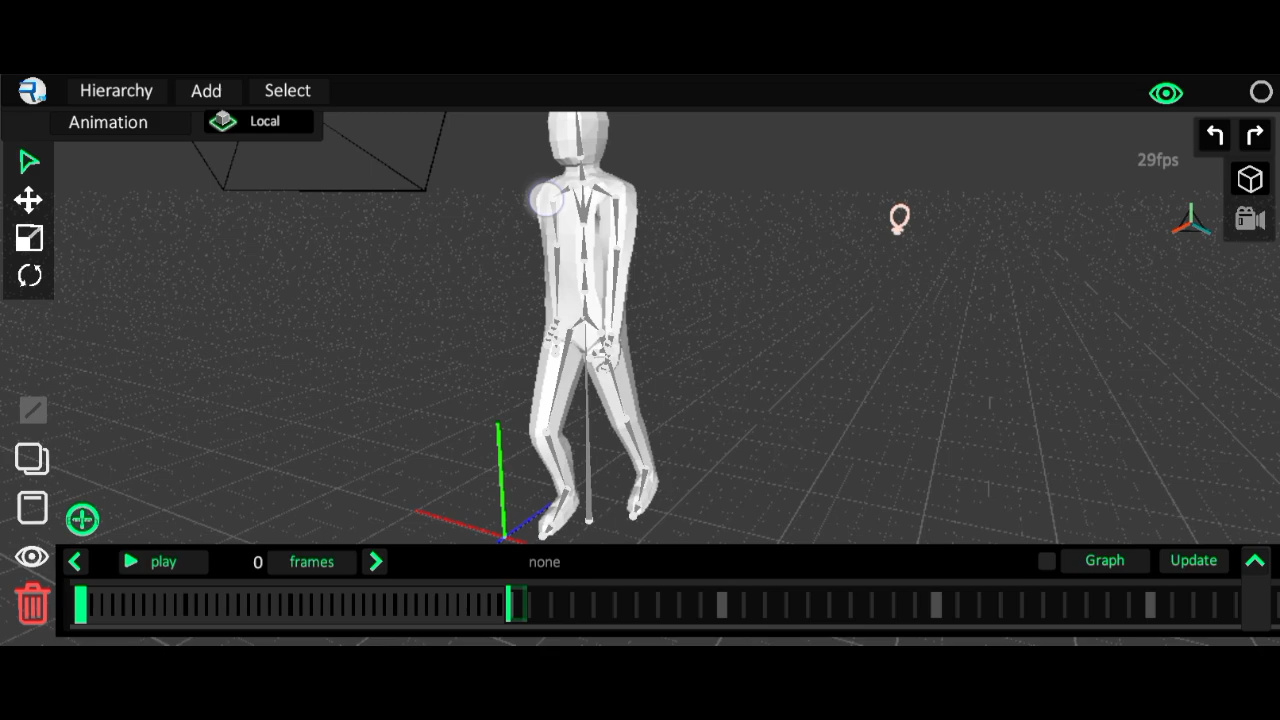 Hierarchy Add Select
Animation Local
29fps
play 0 frames none Graph Update